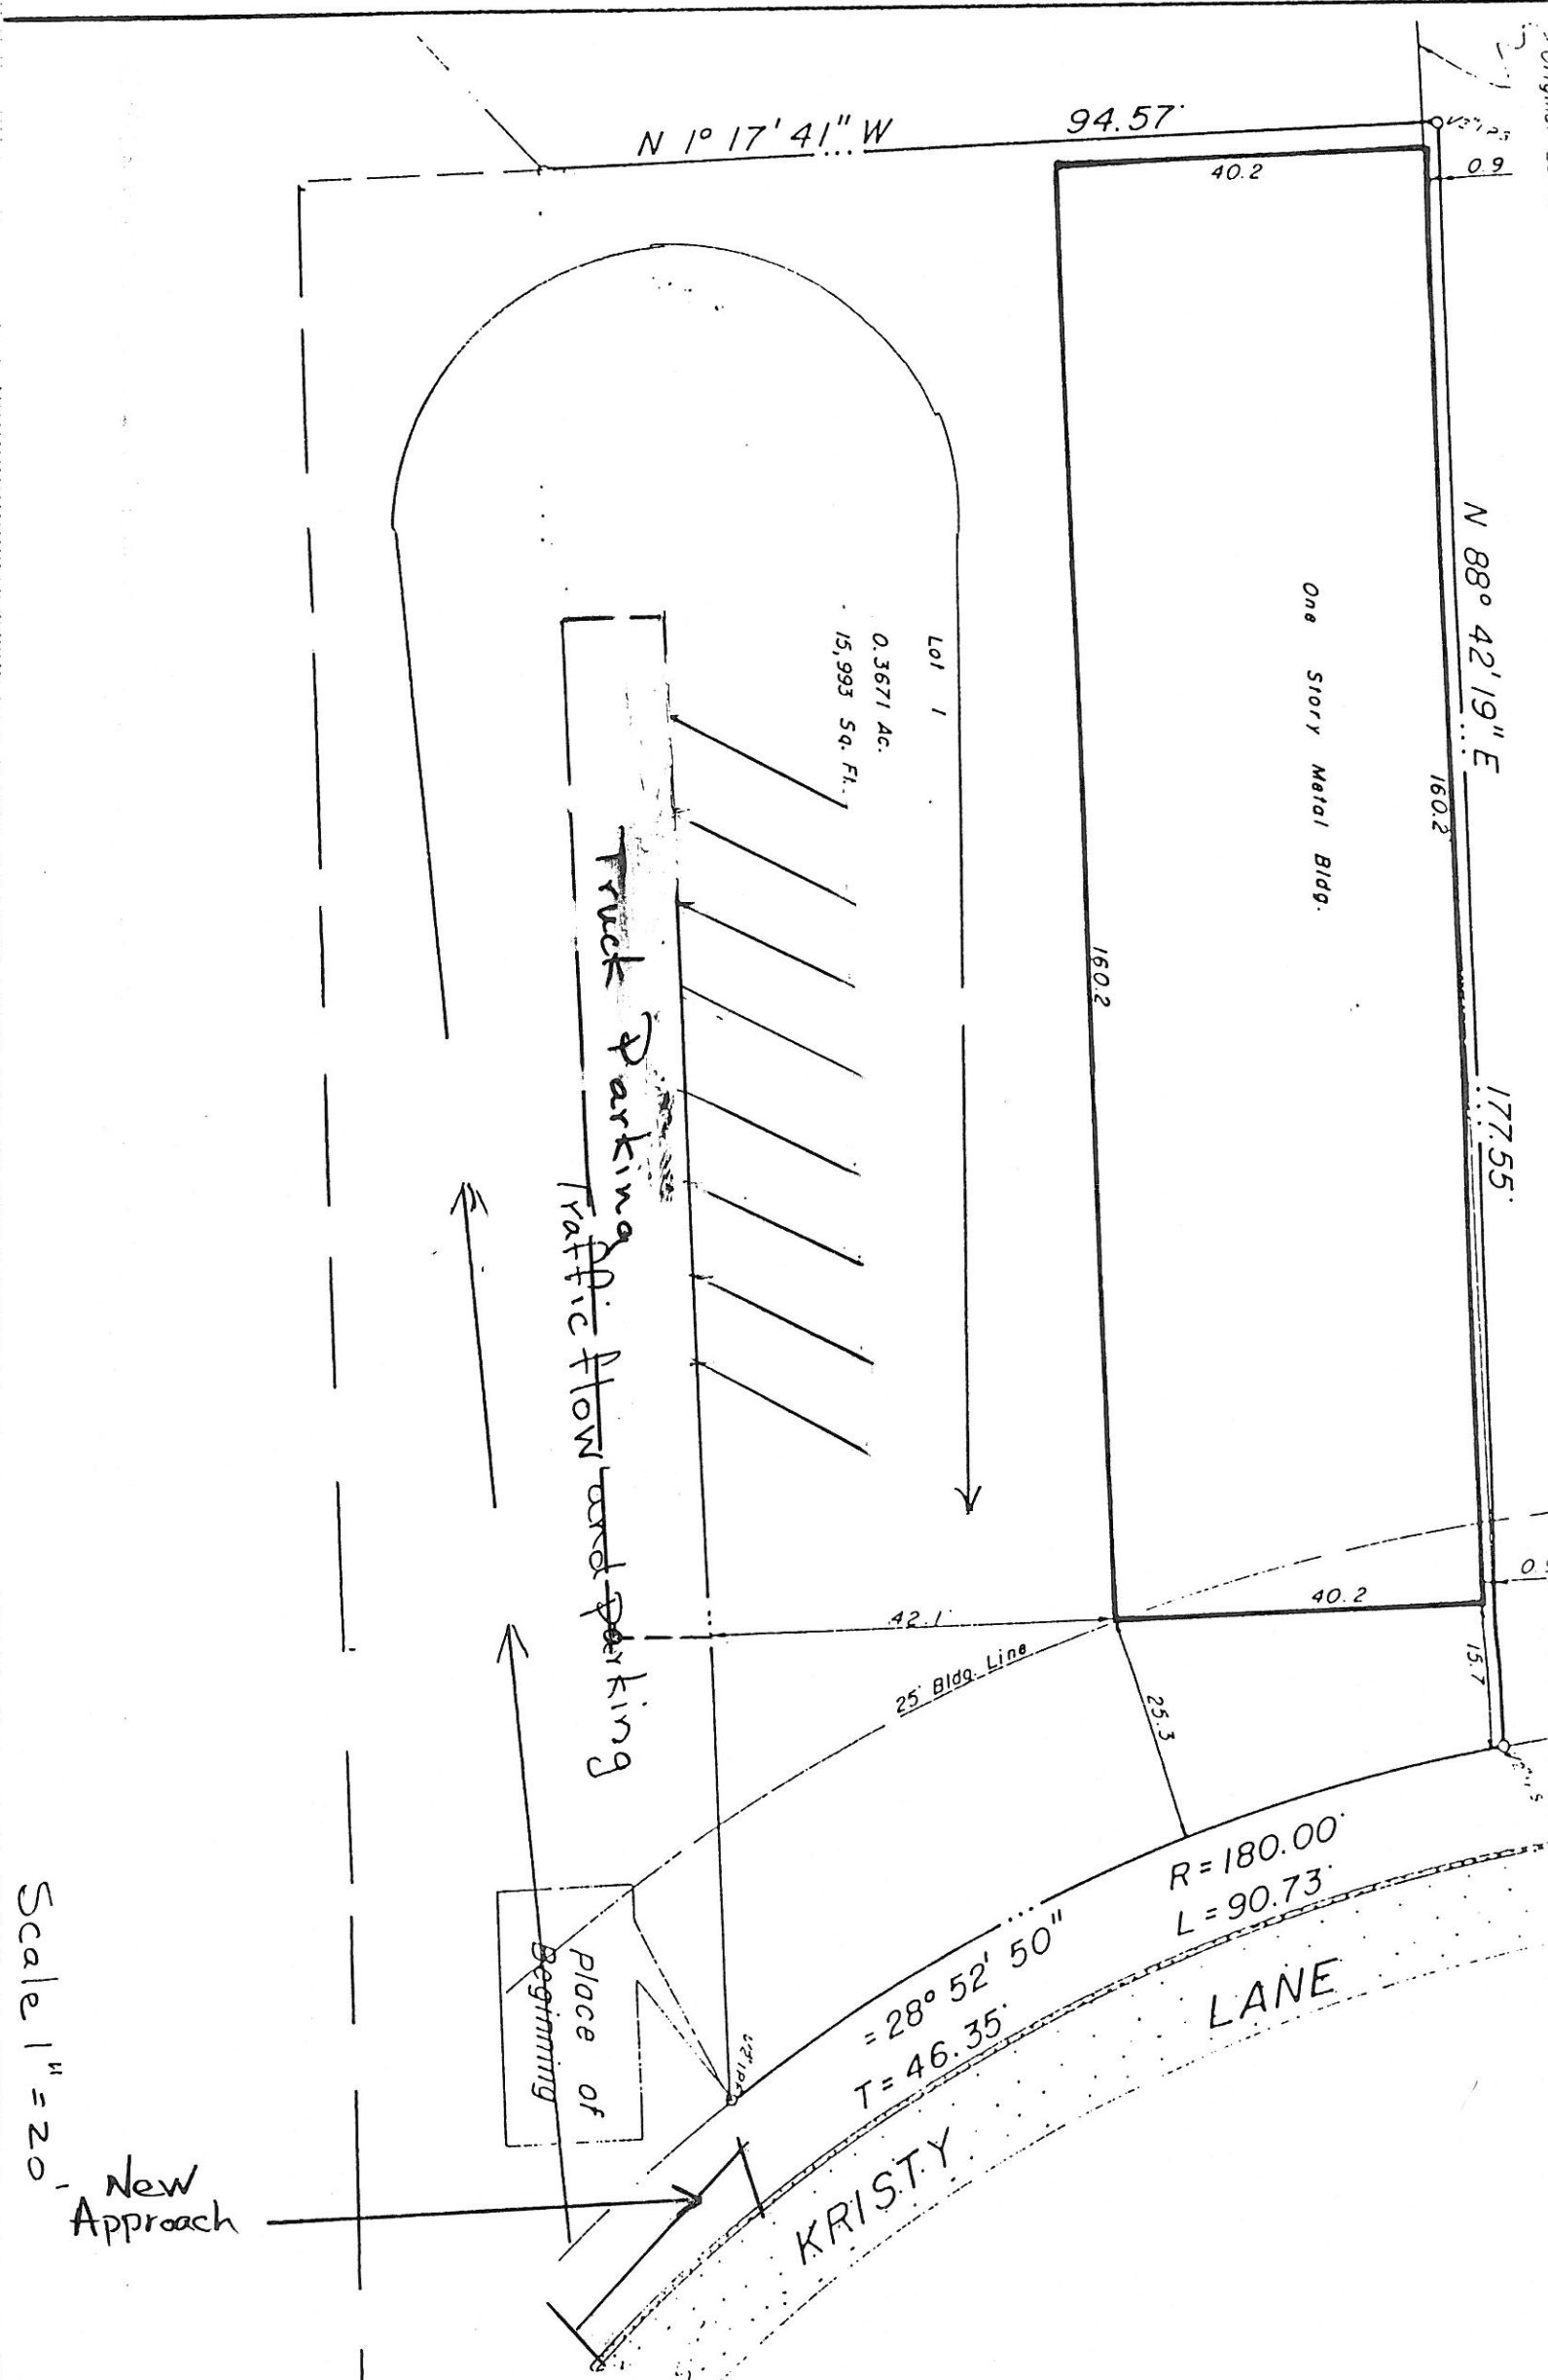 N 1° 17' 41" W
94.57'
40.2
0.9
N 88° 42' 19" E
177.55'
160.2
One Story Metal Bldg.
160.2
Lot 1
0.3671 Ac.
15,993 Sq. Ft.
Truck Parking
Traffic flow and Parking
42.1'
40.2
15.7
25' Bldg. Line
25.3
R = 180.00'
L = 90.73'
= 28° 52' 50"
T = 46.35'
KRISTY LANE
Place of
Beginning
New
Approach
Scale 1" = 20'